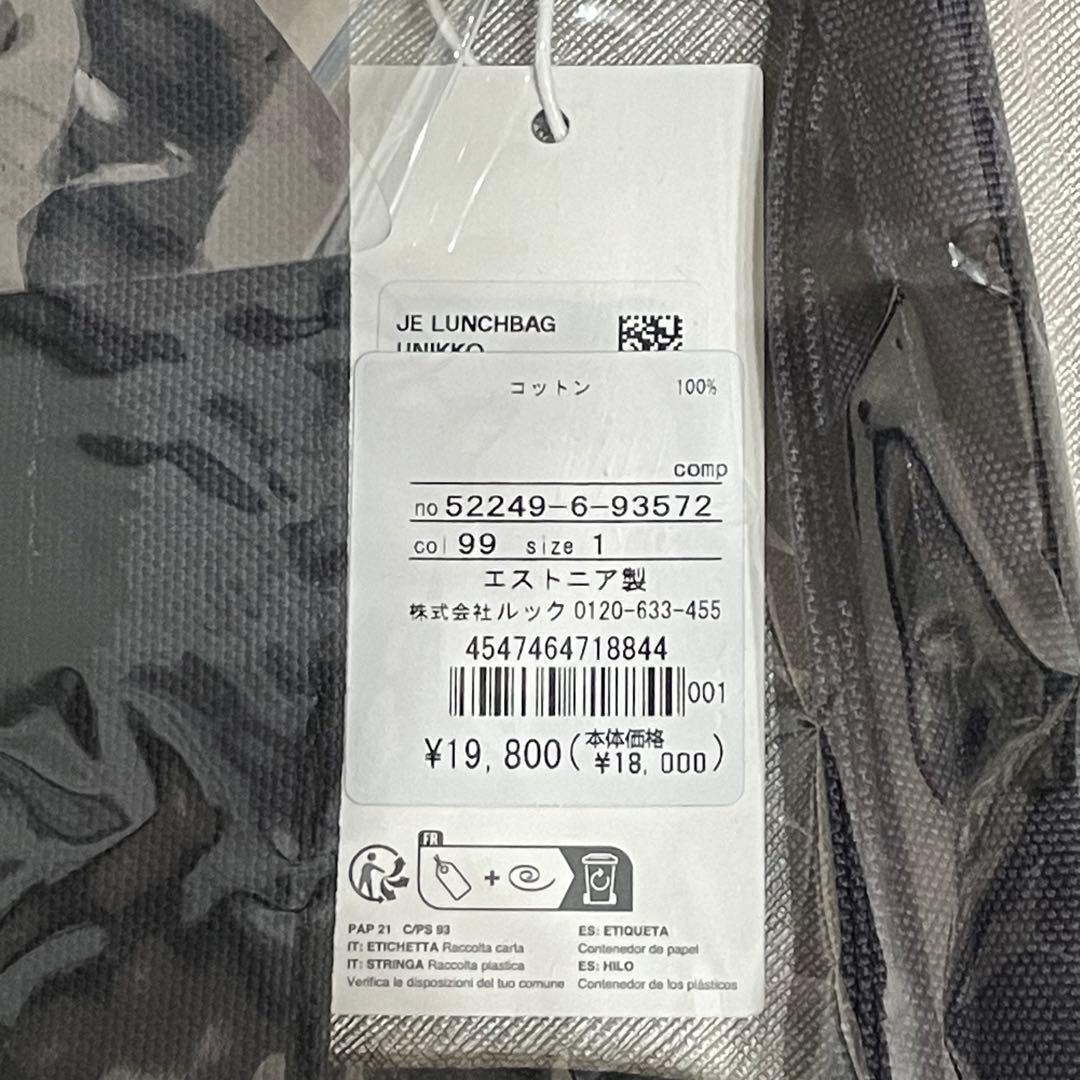 JE LUNCHBAG
UNIKKO
コットン 100%
comp
no 52249-6-93572
col 99 size 1
エストニア製
株式会社ルック 0120-633-455
4547464718844
001
¥19,800(本体価格 ¥18,000)
FR
+
PAP 21 C/PS 93
IT: ETICHETTA Raccolta carta
IT: STRINGA Raccolta plastica
Verifica le disposizioni del tuo comune
ES: ETIQUETA
Contenedor de papel
ES: HILO
Contenedor de los plásticos